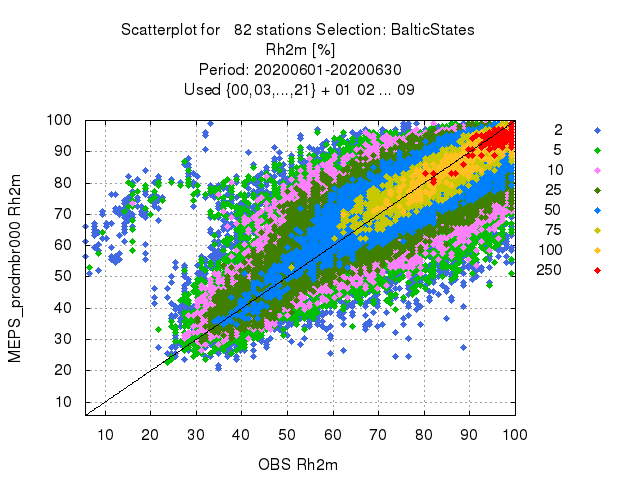 Scatterplot for 82 stations Selection: BalticStates
Rh2m [%]
Period: 20200601-20200630
Used {00,03,...,21} + 01 02 ... 09
100
90
80
70
60
50
40
30
20
10
10 20 30 40 50 60 70 80 90 100
MEPS_prodmbr000 Rh2m
OBS Rh2m
2
5
10
25
50
75
100
250